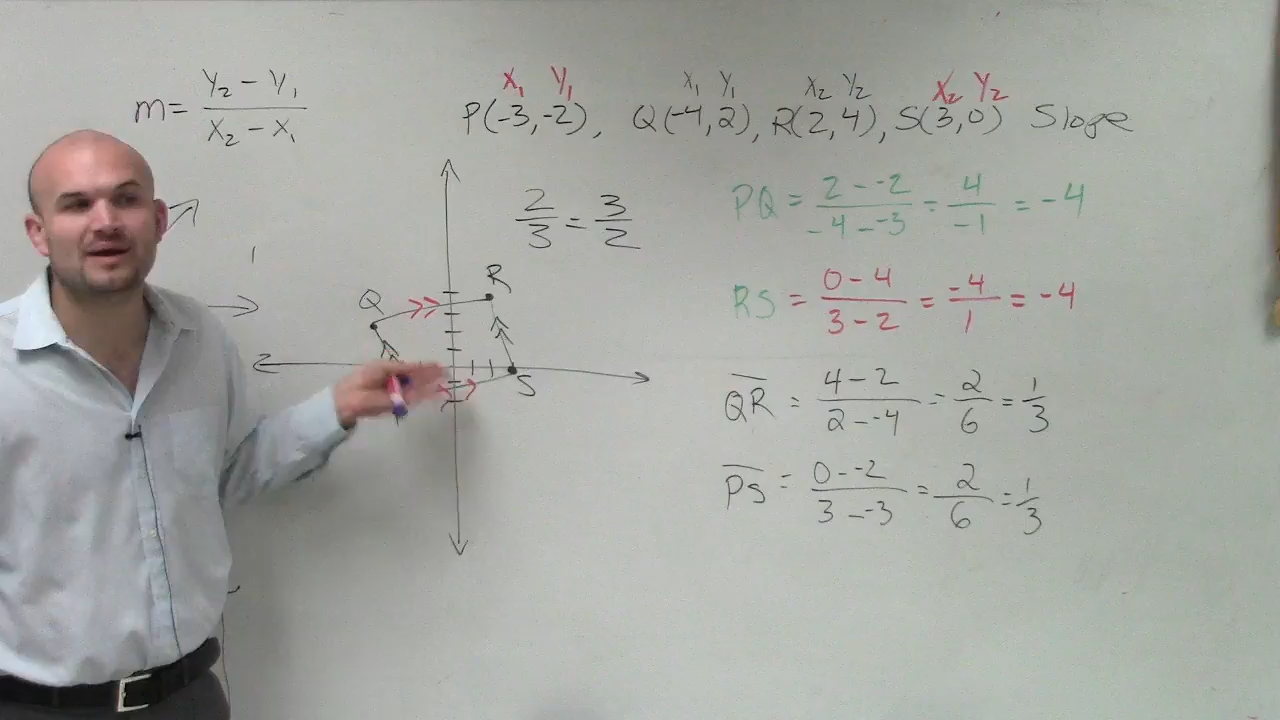 m = (Y₂ − Y₁)/(X₂ − X₁)
X₁ Y₁ X₁ Y₁ X₂ Y₂ X₂ Y₂
P(-3,-2), Q(-4,2), R(2,4), S(3,0) Slope
2/3 = 3/2
PQ = (2 - -2)/(-4 - -3) = 4/-1 = -4
RS = (0 - 4)/(3 - 2) = -4/1 = -4
Q̅R̅ = (4 - 2)/(2 - -4) = 2/6 = 1/3
P̅S̅ = (0 - -2)/(3 - -3) = 2/6 = 1/3
R
Q
S